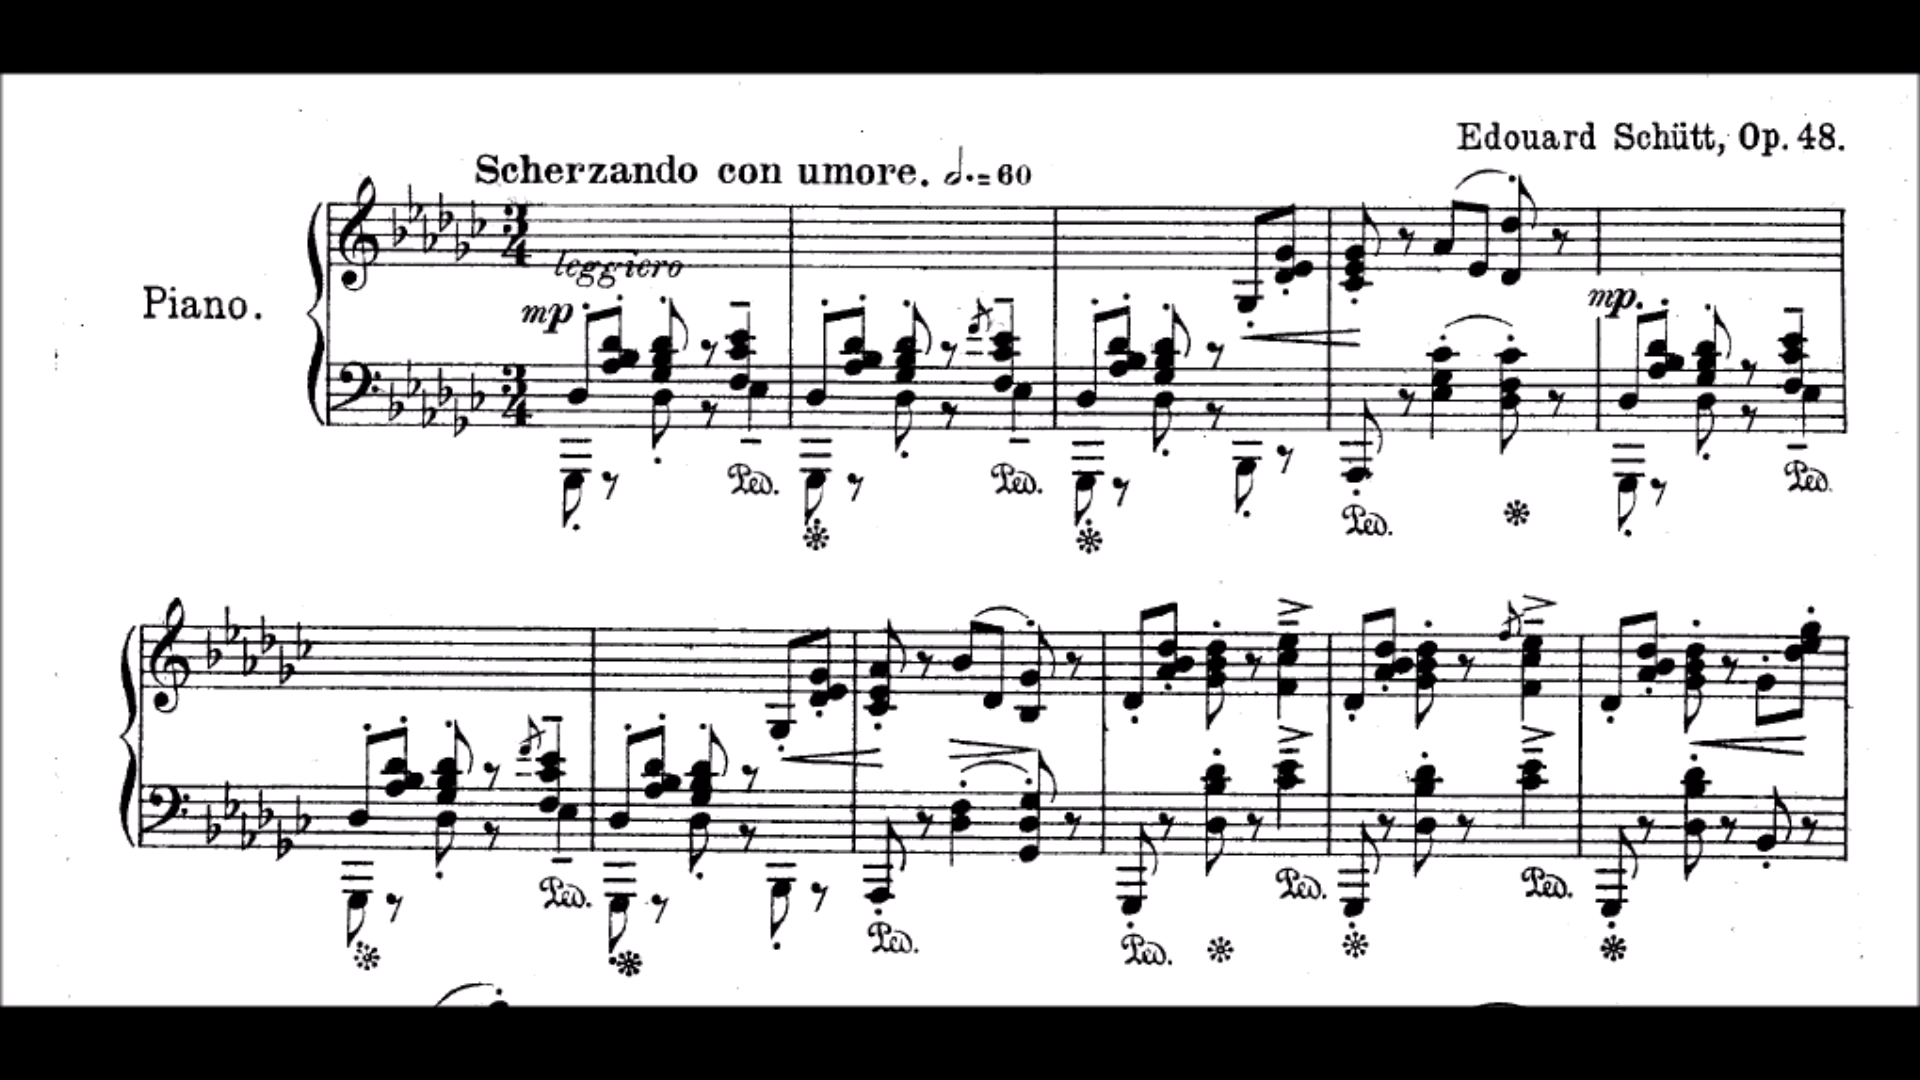 Edouard Schütt, Op. 48.
Scherzando con umore. 𝅗𝅥. = 60
leggiero
Piano.
mp
mp.
Ped. Ped. Ped. Ped.
Ped. Ped. Ped. Ped. Ped.